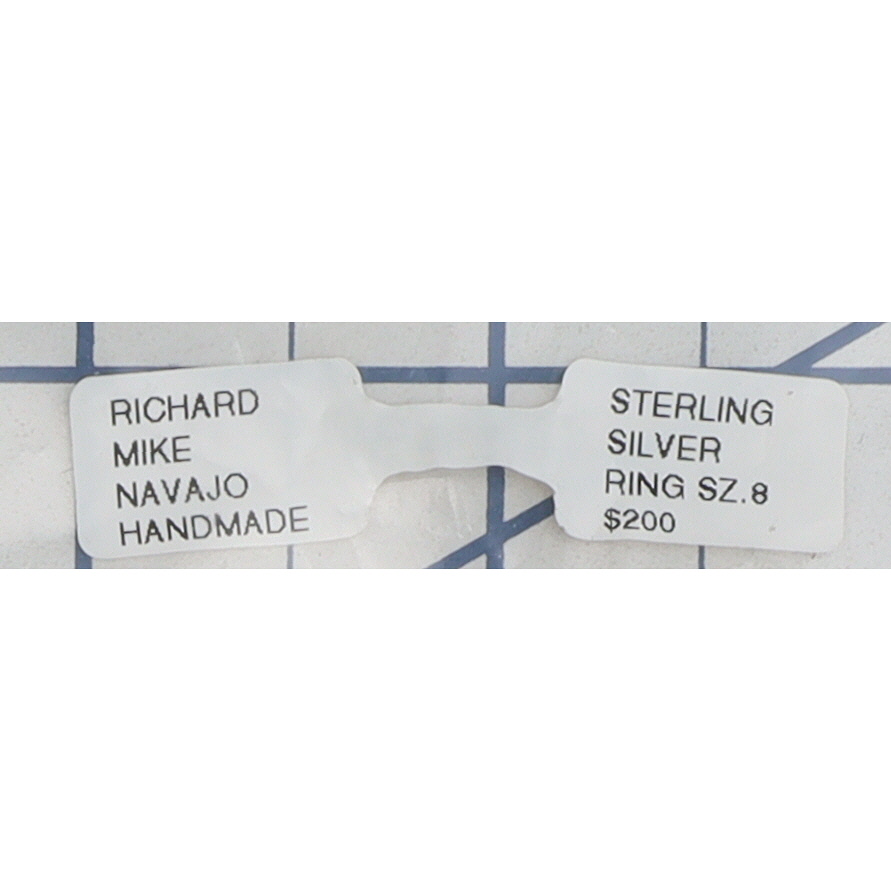 RICHARD
MIKE
NAVAJO
HANDMADE
STERLING
SILVER
RING SZ.8
$200